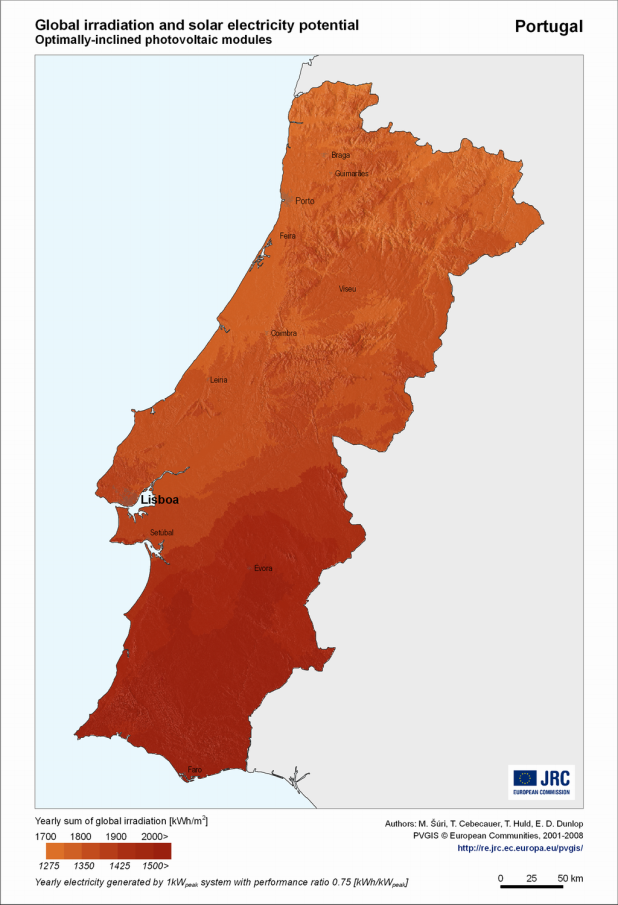 Global irradiation and solar electricity potential
Optimally-inclined photovoltaic modules
Portugal
Braga
Guimarães
Porto
Feira
Viseu
Coimbra
Leiria
Lisboa
Setubal
Evora
Faro
JRC
EUROPEAN COMMISSION
Yearly sum of global irradiation [kWh/m²]
1700 1800 1900 2000>
1275 1350 1425 1500>
Yearly electricity generated by 1kWpeak system with performance ratio 0.75 [kWh/kWpeak]
Authors: M. Šúri, T. Cebecauer, T. Huld, E. D. Dunlop
PVGIS © European Communities, 2001-2008
http://re.jrc.ec.europa.eu/pvgis/
0 25 50 km